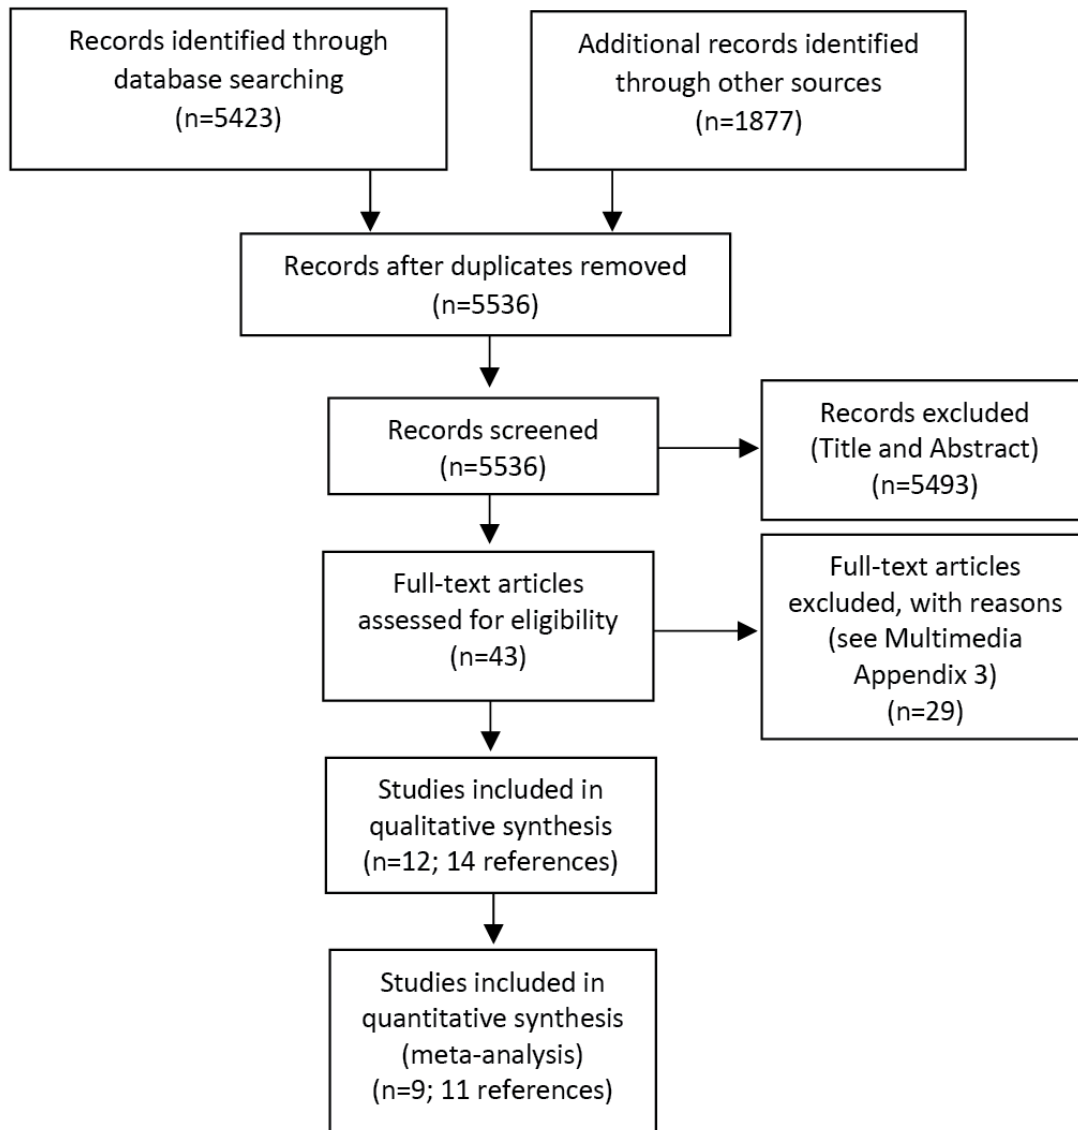 Records identified through
database searching
(n=5423)
Additional records identified
through other sources
(n=1877)
Records after duplicates removed
(n=5536)
Records screened
(n=5536)
Records excluded
(Title and Abstract)
(n=5493)
Full-text articles
assessed for eligibility
(n=43)
Full-text articles
excluded, with reasons
(see Multimedia
Appendix 3)
(n=29)
Studies included in
qualitative synthesis
(n=12; 14 references)
Studies included in
quantitative synthesis
(meta-analysis)
(n=9; 11 references)